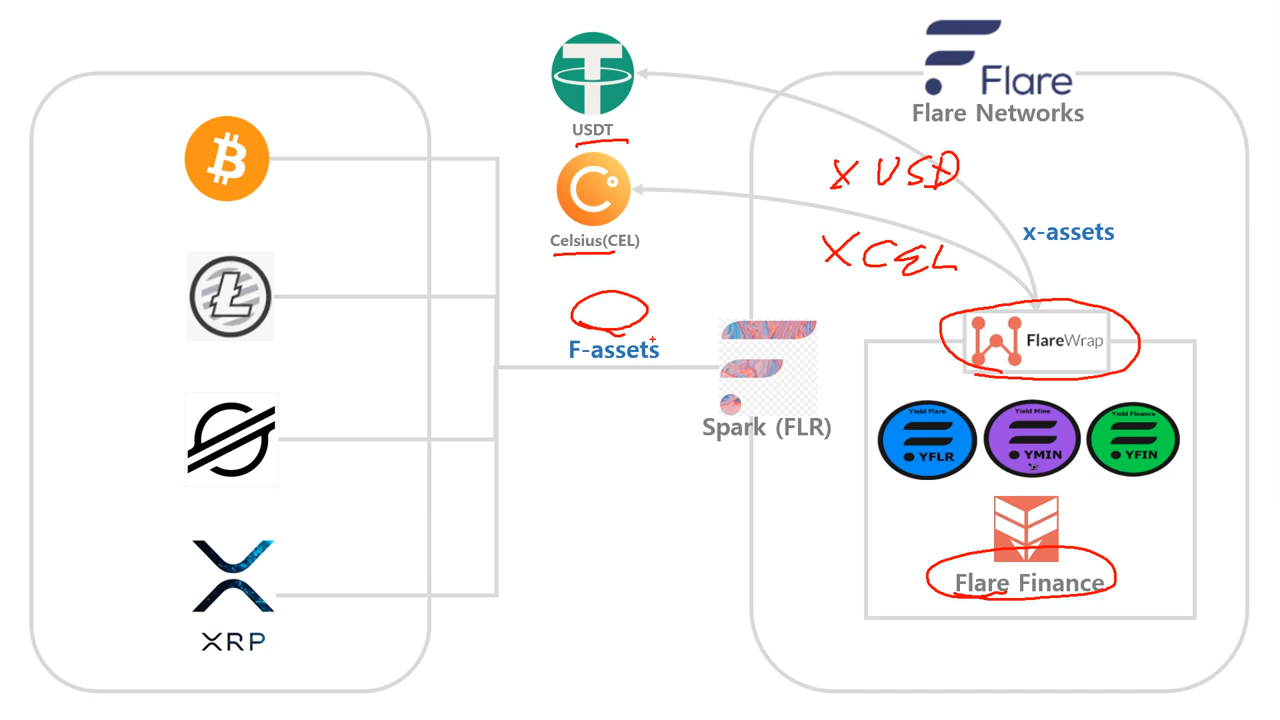 XRP
USDT
Celsius(CEL)
F-assets
Spark (FLR)
Flare
Flare Networks
X USD
x-assets
XCEL
FlareWrap
Yield Flare
YFLR
Yield Mine
YMIN
Yield Finance
YFIN
Flare Finance